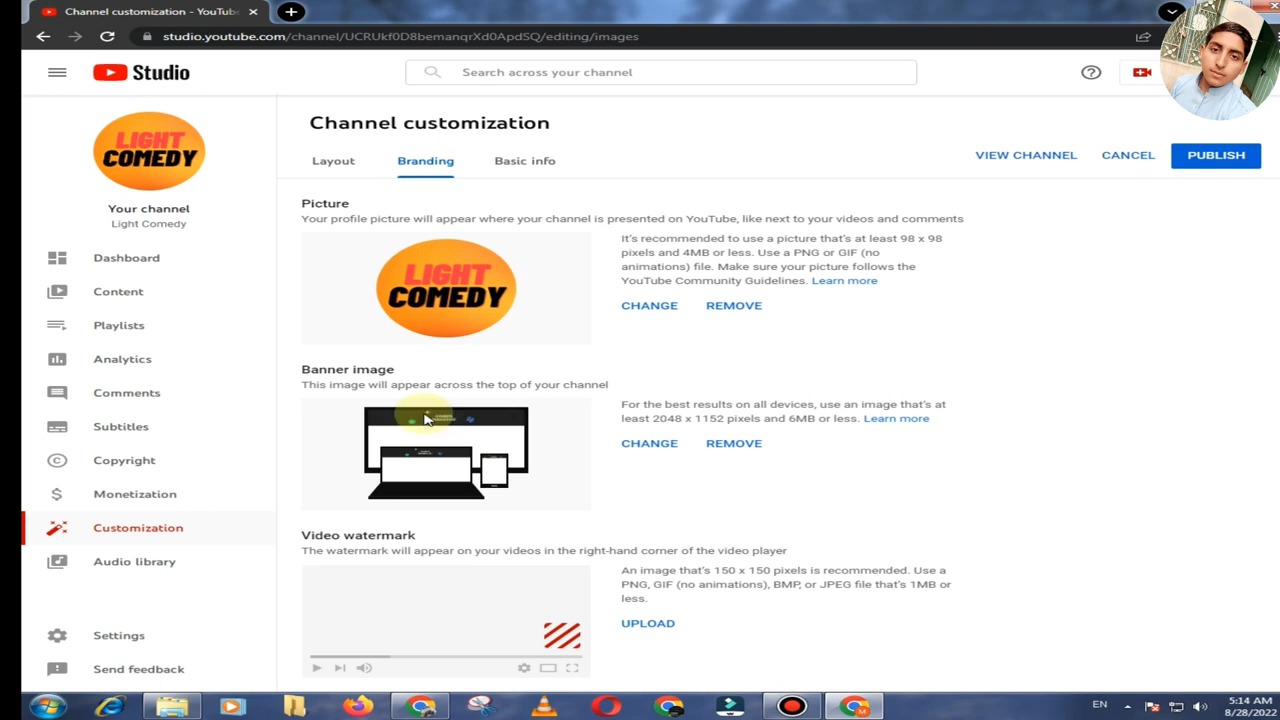 Channel customization - YouTub
studio.youtube.com/channel/UCRUkf0D8bemanqrXd0ApdSQ/editing/images
Studio
Search across your channel
LIGHT
COMEDY
Your channel
Light Comedy
Dashboard
Content
Playlists
Analytics
Comments
Subtitles
Copyright
Monetization
Customization
Audio library
Settings
Send feedback
Channel customization
Layout
Branding
Basic info
VIEW CHANNEL
CANCEL
PUBLISH
Picture
Your profile picture will appear where your channel is presented on YouTube, like next to your videos and comments
LIGHT
COMEDY
It's recommended to use a picture that's at least 98 x 98
pixels and 4MB or less. Use a PNG or GIF (no
animations) file. Make sure your picture follows the
YouTube Community Guidelines. Learn more
CHANGE
REMOVE
Banner image
This image will appear across the top of your channel
For the best results on all devices, use an image that's at
least 2048 x 1152 pixels and 6MB or less. Learn more
CHANGE
REMOVE
Video watermark
The watermark will appear on your videos in the right-hand corner of the video player
An image that's 150 x 150 pixels is recommended. Use a
PNG, GIF (no animations), BMP, or JPEG file that's 1MB or
less.
UPLOAD
EN
5:14 AM
8/28/2022